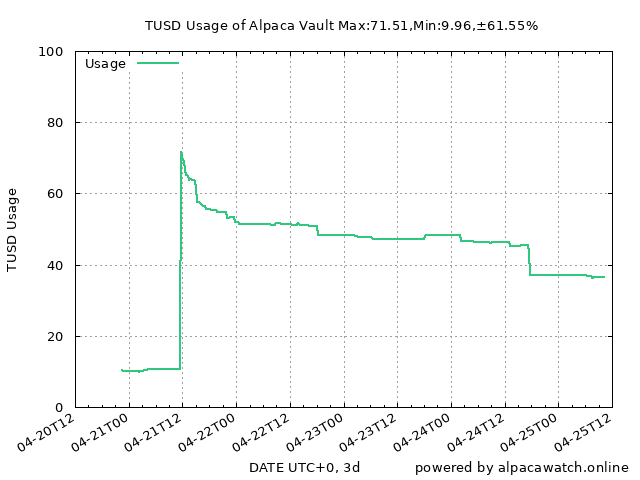 TUSD Usage of Alpaca Vault Max:71.51,Min:9.96,±61.55%
Usage
TUSD Usage
100
80
60
40
20
0
04-20T12
04-21T00
04-21T12
04-22T00
04-22T12
04-23T00
04-23T12
04-24T00
04-24T12
04-25T00
04-25T12
DATE UTC+0, 3d
powered by alpacawatch.online